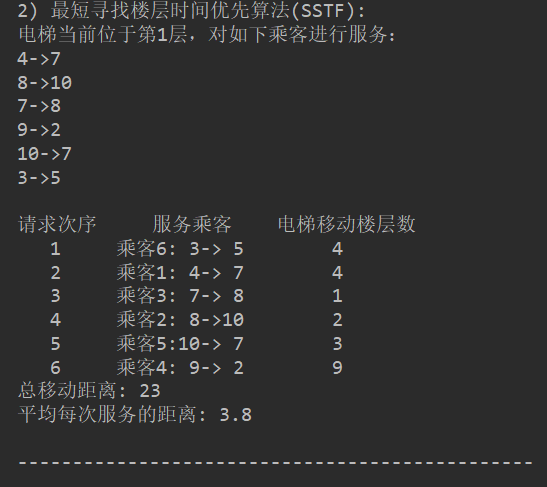 2) 最短寻找楼层时间优先算法(SSTF):
电梯当前位于第1层，对如下乘客进行服务：
4->7
8->10
7->8
9->2
10->7
3->5
请求次序 服务乘客 电梯移动楼层数
1 乘客6: 3-> 5 4
2 乘客1: 4-> 7 4
3 乘客3: 7-> 8 1
4 乘客2: 8->10 2
5 乘客5:10-> 7 3
6 乘客4: 9-> 2 9
总移动距离: 23
平均每次服务的距离: 3.8
-----------------------------------------------